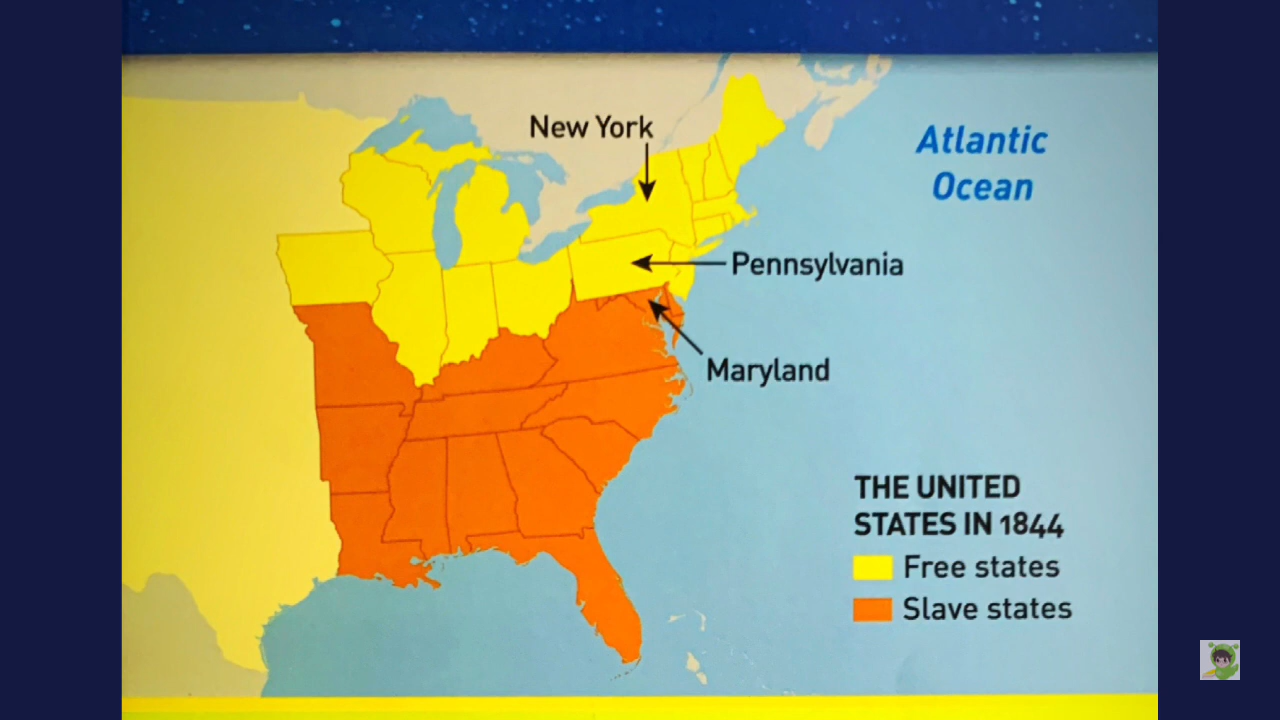 New York
Atlantic
Ocean
Pennsylvania
Maryland
THE UNITED
STATES IN 1844
Free states
Slave states